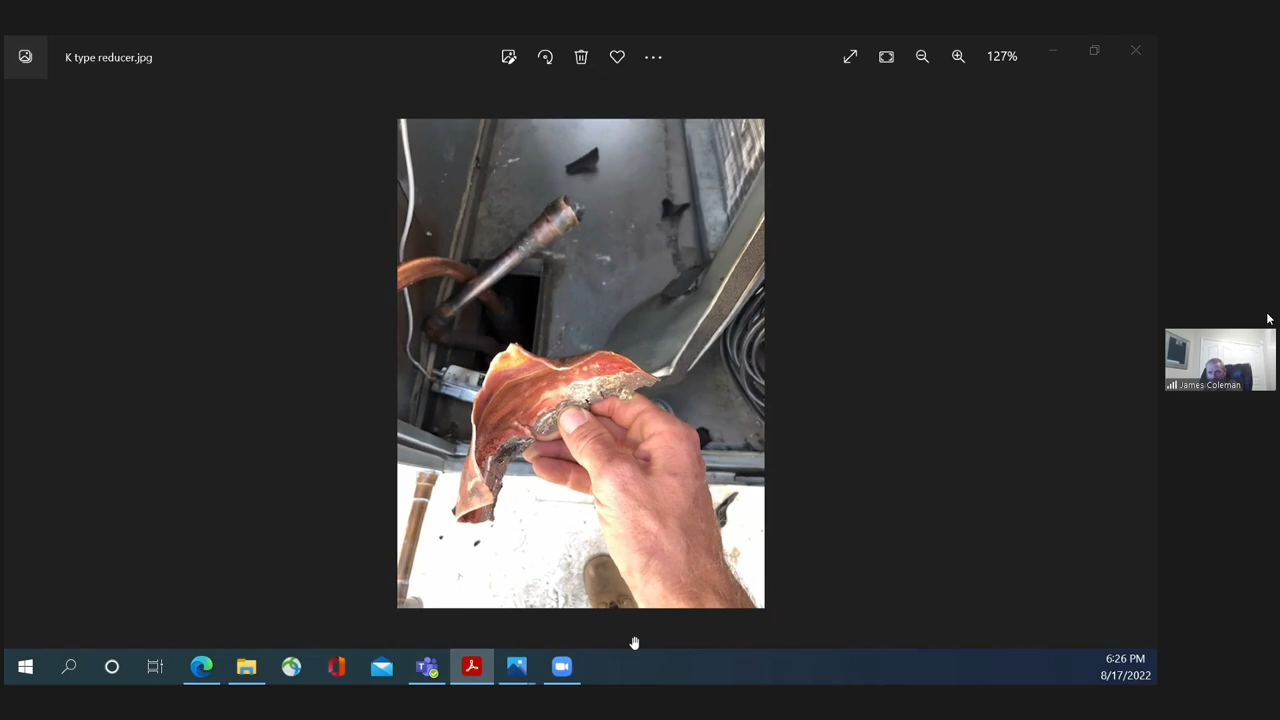 K type reducer.jpg
127%
James Coleman
6:26 PM
8/17/2022